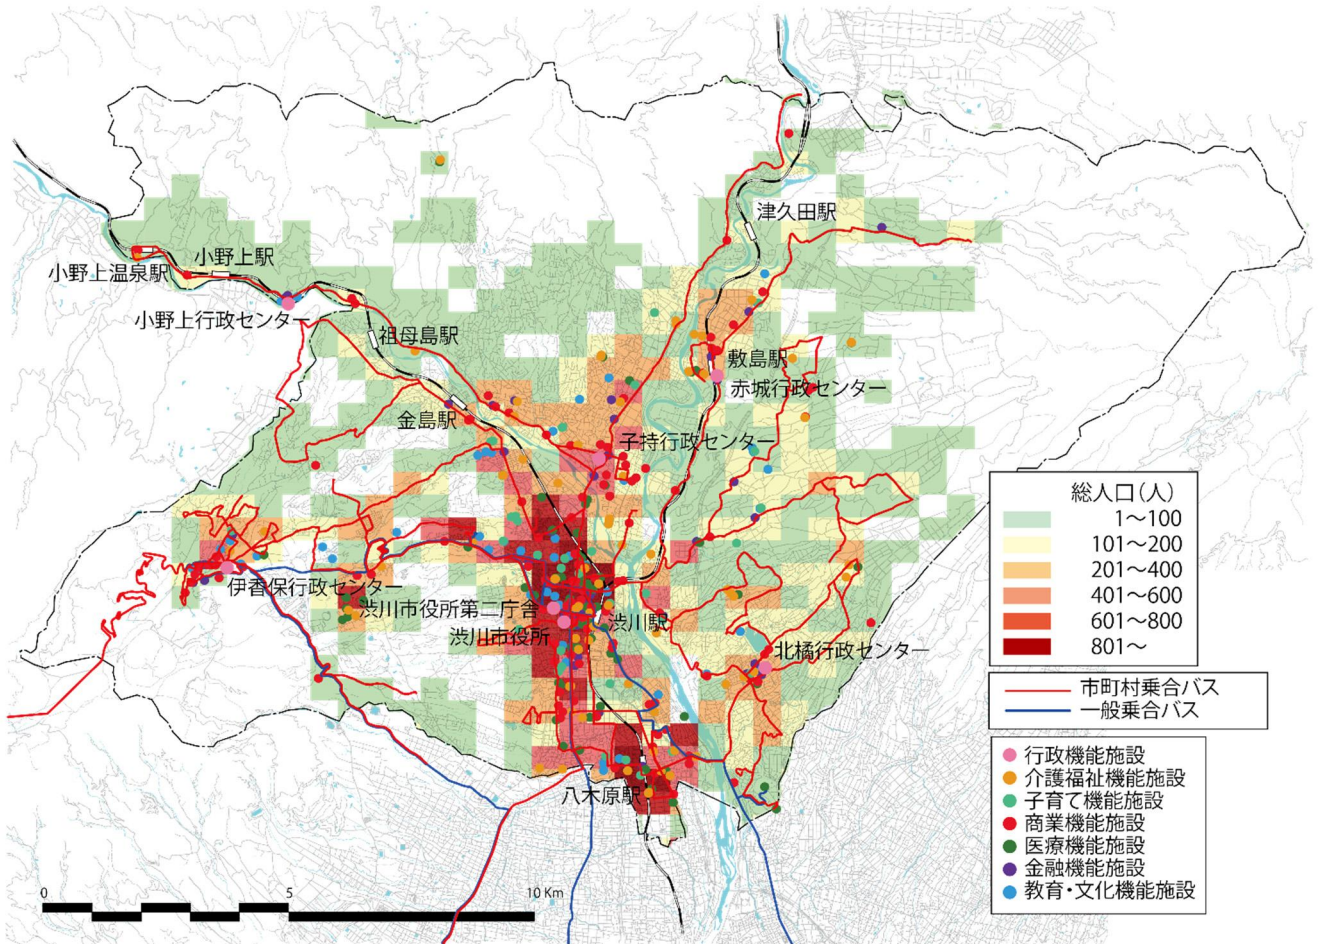 津久田駅
小野上駅
小野上温泉駅
小野上行政センター
祖母島駅
敷島駅
赤城行政センター
金島駅
子持行政センター
伊香保行政センター
渋川市役所第二庁舎
渋川駅
渋川市役所
北橘行政センター
八木原駅
総人口(人)
1～100
101～200
201～400
401～600
601～800
801～
市町村乗合バス
一般乗合バス
行政機能施設
介護福祉機能施設
子育て機能施設
商業機能施設
医療機能施設
金融機能施設
教育・文化機能施設
0 5 10 Km